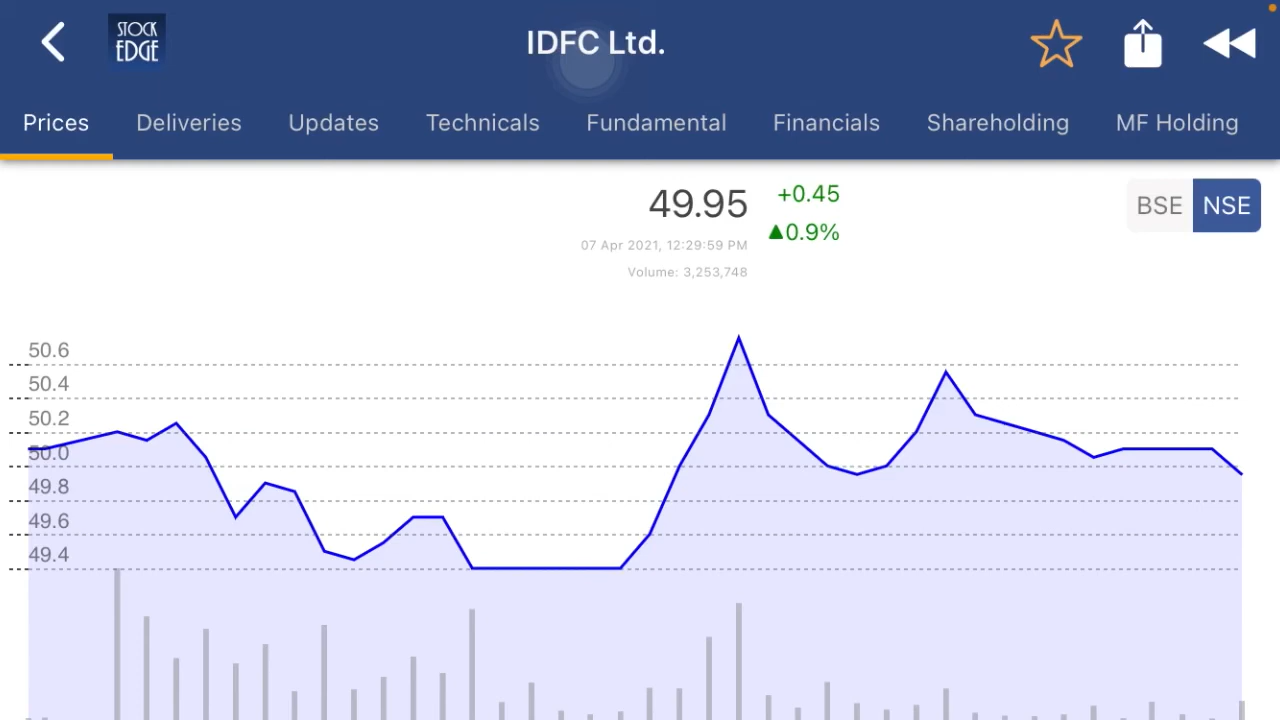 STOCK
EDGE
IDFC Ltd.
Prices Deliveries Updates Technicals Fundamental Financials Shareholding MF Holding
49.95 +0.45
▲0.9%
07 Apr 2021, 12:29:59 PM
Volume: 3,253,748
BSE NSE
50.6
50.4
50.2
50.0
49.8
49.6
49.4